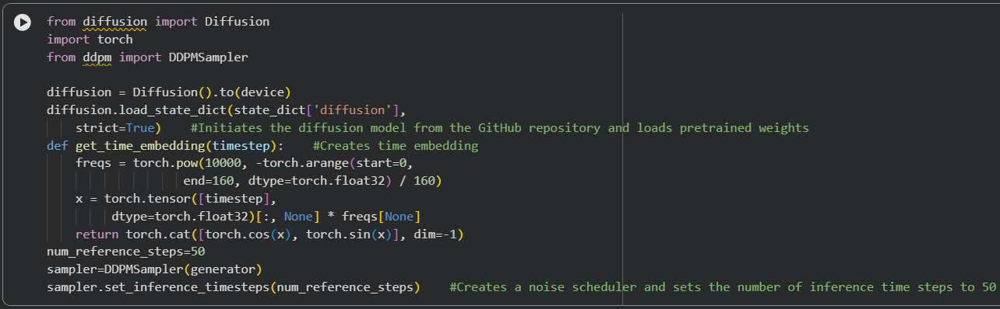 from diffusion import Diffusion
import torch
from ddpm import DDPMSampler

diffusion = Diffusion().to(device)
diffusion.load_state_dict(state_dict['diffusion'],
    strict=True)    #Initiates the diffusion model from the GitHub repository and loads pretrained weights
def get_time_embedding(timestep):    #Creates time embedding
    freqs = torch.pow(10000, -torch.arange(start=0,
                   end=160, dtype=torch.float32) / 160)
    x = torch.tensor([timestep],
         dtype=torch.float32)[:, None] * freqs[None]
    return torch.cat([torch.cos(x), torch.sin(x)], dim=-1)
num_reference_steps=50
sampler=DDPMSampler(generator)
sampler.set_inference_timesteps(num_reference_steps)    #Creates a noise scheduler and sets the number of inference time steps to 50